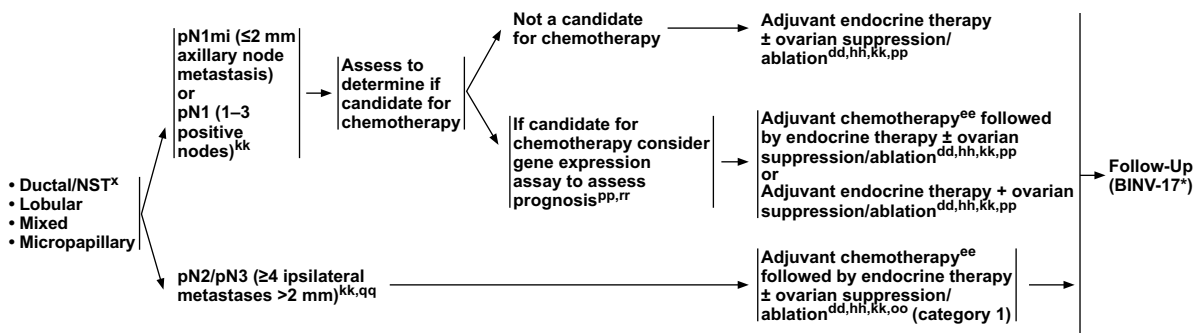 • Ductal/NSTˣ
• Lobular
• Mixed
• Micropapillary
pN1mi (≤2 mm
axillary node
metastasis)
or
pN1 (1–3
positive
nodes)kk
Assess to
determine if
candidate for
chemotherapy
Not a candidate
for chemotherapy
Adjuvant endocrine therapy
± ovarian suppression/
ablationdd,hh,kk,pp
If candidate for
chemotherapy consider
gene expression
assay to assess
prognosispp,rr
Adjuvant chemotherapyee followed
by endocrine therapy ± ovarian
suppression/ablationdd,hh,kk,pp
or
Adjuvant endocrine therapy + ovarian
suppression/ablationdd,hh,kk,pp
pN2/pN3 (≥4 ipsilateral
metastases >2 mm)kk,qq
Adjuvant chemotherapyee
followed by endocrine therapy
± ovarian suppression/
ablationdd,hh,kk,oo (category 1)
Follow-Up
(BINV-17*)